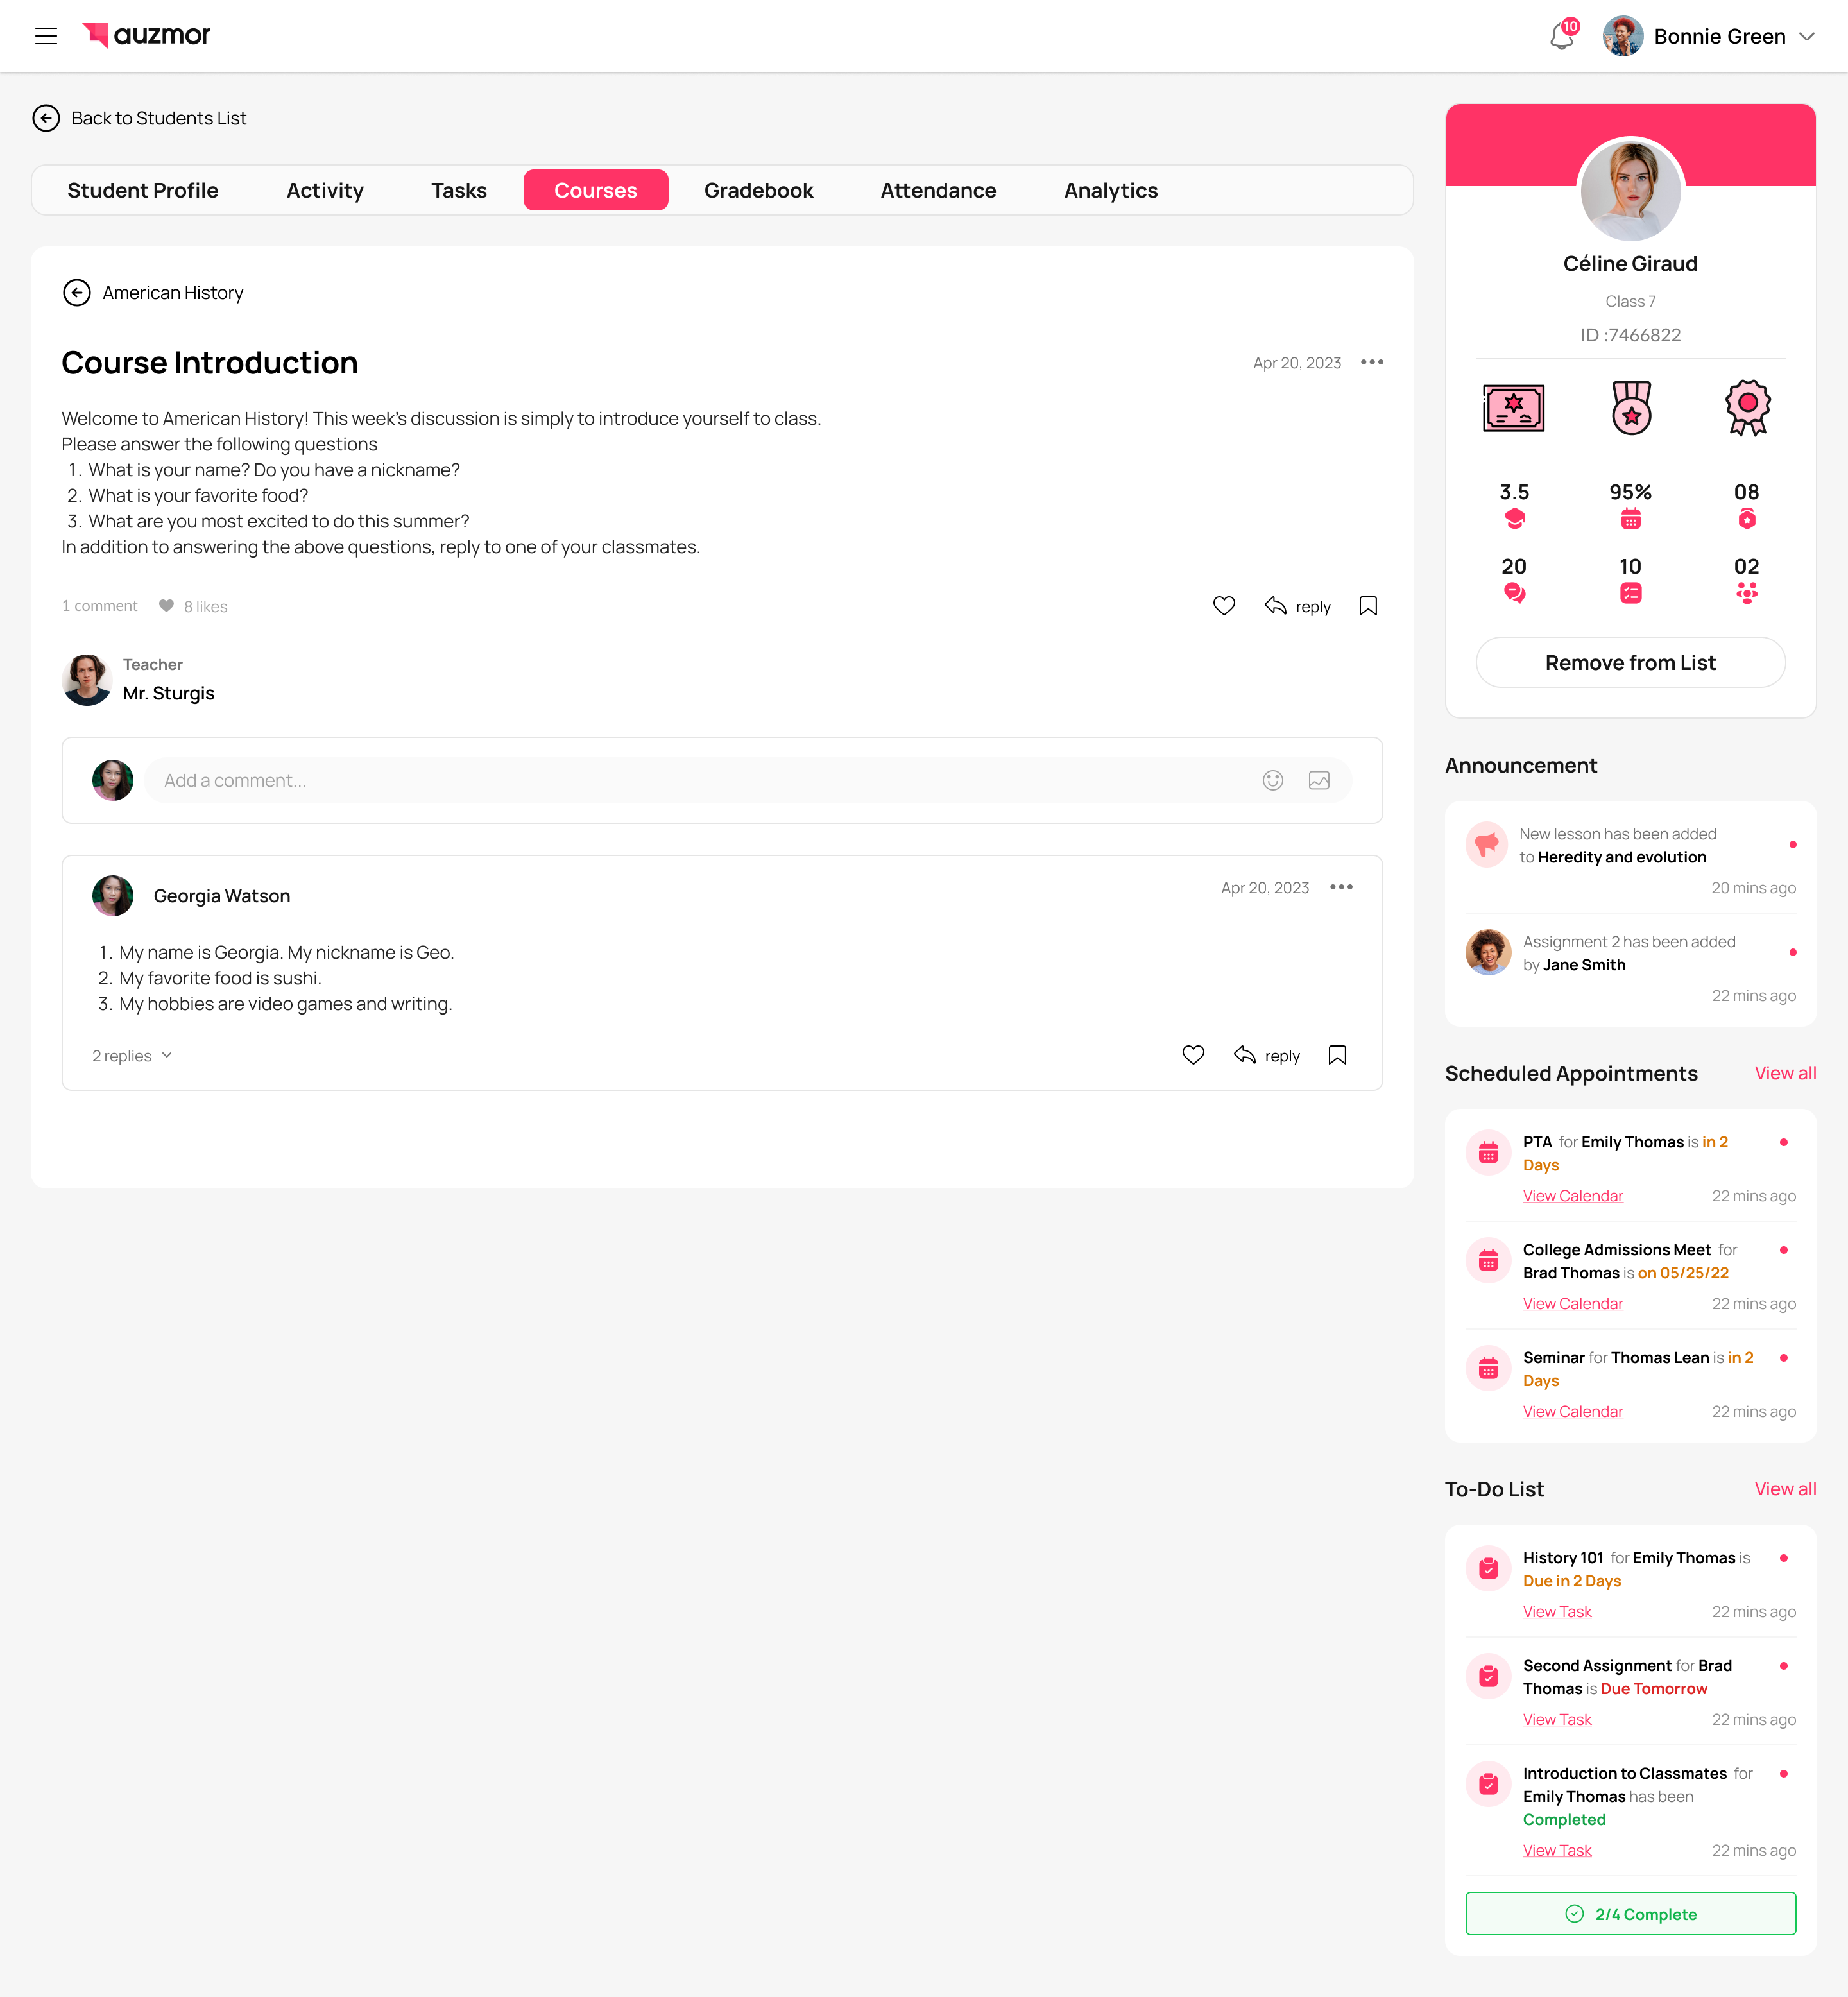 auzmor
10
Bonnie Green
Back to Students List
Student Profile
Activity
Tasks
Courses
Gradebook
Attendance
Analytics
American History
Course Introduction
Apr 20, 2023
Welcome to American History! This week's discussion is simply to introduce yourself to class.
Please answer the following questions
1. What is your name? Do you have a nickname?
2. What is your favorite food?
3. What are you most excited to do this summer?
In addition to answering the above questions, reply to one of your classmates.
1 comment
8 likes
reply
Teacher
Mr. Sturgis
Add a comment...
Georgia Watson
Apr 20, 2023
1. My name is Georgia. My nickname is Geo.
2. My favorite food is sushi.
3. My hobbies are video games and writing.
2 replies
reply
Céline Giraud
Class 7
ID :7466822
3.5
95%
08
20
10
02
Remove from List
Announcement
New lesson has been added
to Heredity and evolution
20 mins ago
Assignment 2 has been added
by Jane Smith
22 mins ago
Scheduled Appointments
View all
PTA for Emily Thomas is in 2
Days
View Calendar
22 mins ago
College Admissions Meet for
Brad Thomas is on 05/25/22
View Calendar
22 mins ago
Seminar for Thomas Lean is in 2
Days
View Calendar
22 mins ago
To-Do List
View all
History 101 for Emily Thomas is
Due in 2 Days
View Task
22 mins ago
Second Assignment for Brad
Thomas is Due Tomorrow
View Task
22 mins ago
Introduction to Classmates for
Emily Thomas has been
Completed
View Task
22 mins ago
2/4 Complete